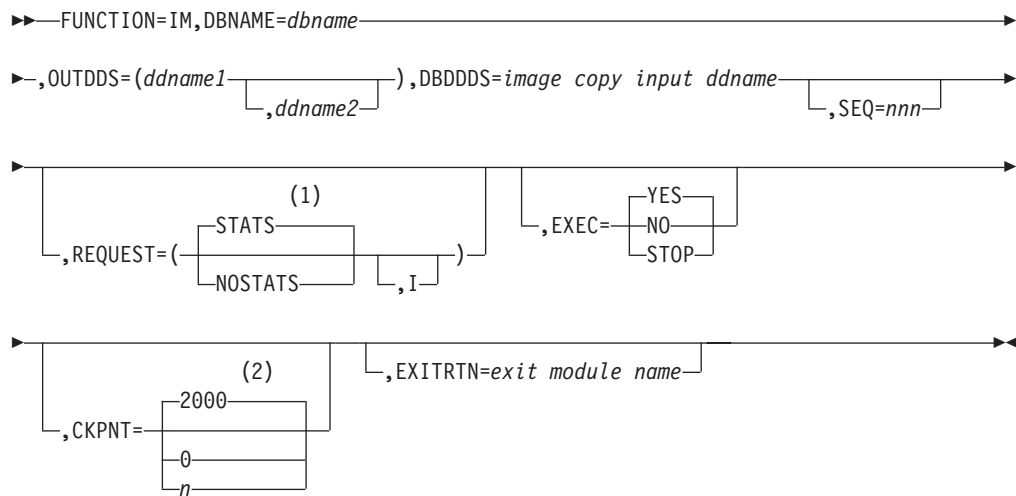 FUNCTION=IM,DBNAME=dbname
,OUTDDS=(ddname1 ),DBDDDS=image copy input ddname
,ddname2 ,SEQ=nnn
(1)
STATS YES
,EXEC= NO
,REQUEST=( )
NOSTATS STOP
,I
(2)
,EXITRTN=exit module name
2000
,CKPNT=
0
n